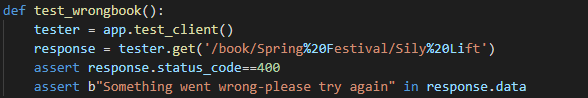 def test_wrongbook():
    tester = app.test_client()
    response = tester.get('/book/Spring%20Festival/Sily%20Lift')
    assert response.status_code==400
    assert b"Something went wrong-please try again" in response.data